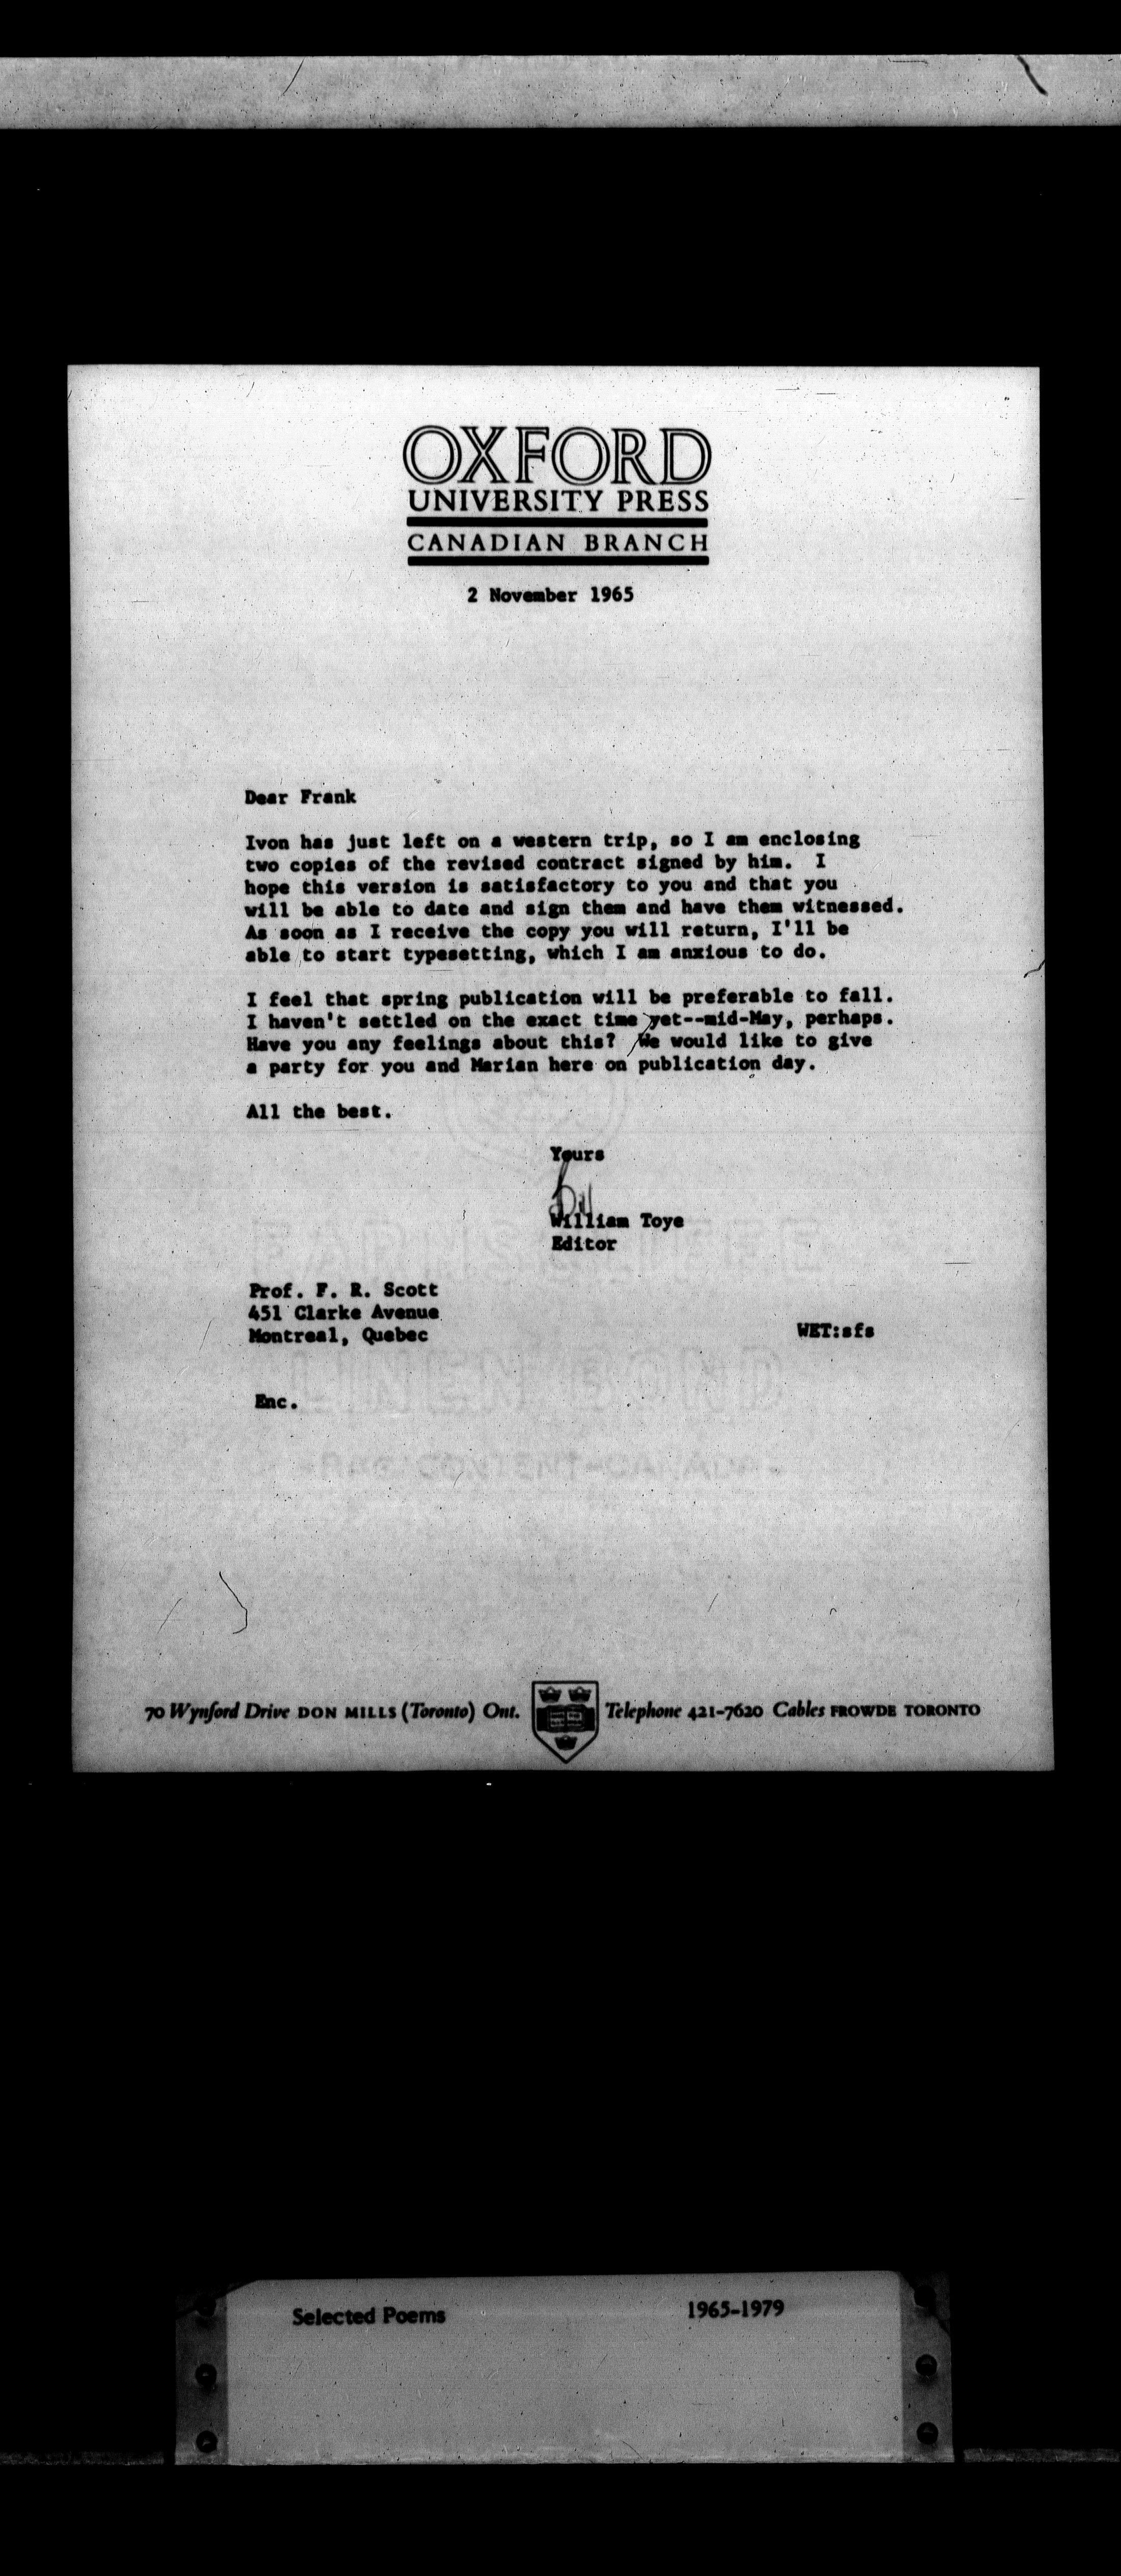 OXFORD
UNIVERSITY PRESS
CANADIAN BRANCH
2 November 1965
Dear Frank
Ivon has just left on a western trip, so I am enclosing
two copies of the revised contract signed by him. I
hope this version is satisfactory to you and that you
will be able to date and sign them and have them witnessed.
As soon as I receive the copy you will return, I'll be
able to start typesetting, which I am anxious to do.
I feel that spring publication will be preferable to fall.
I haven't settled on the exact time yet--mid-May, perhaps.
Have you any feelings about this? We would like to give
a party for you and Marian here on publication day.
All the best.
Yours
Bill
William Toye
Editor
Prof. F. R. Scott
451 Clarke Avenue
Montreal, Quebec
WET:sfs
LINEN BOND
Enc.
-RAG CONTENT-CANADA-
70 Wynford Drive DON MILLS (Toronto) Ont.
Telephone 421-7620 Cables FROWDE TORONTO
Selected Poems
1965-1979